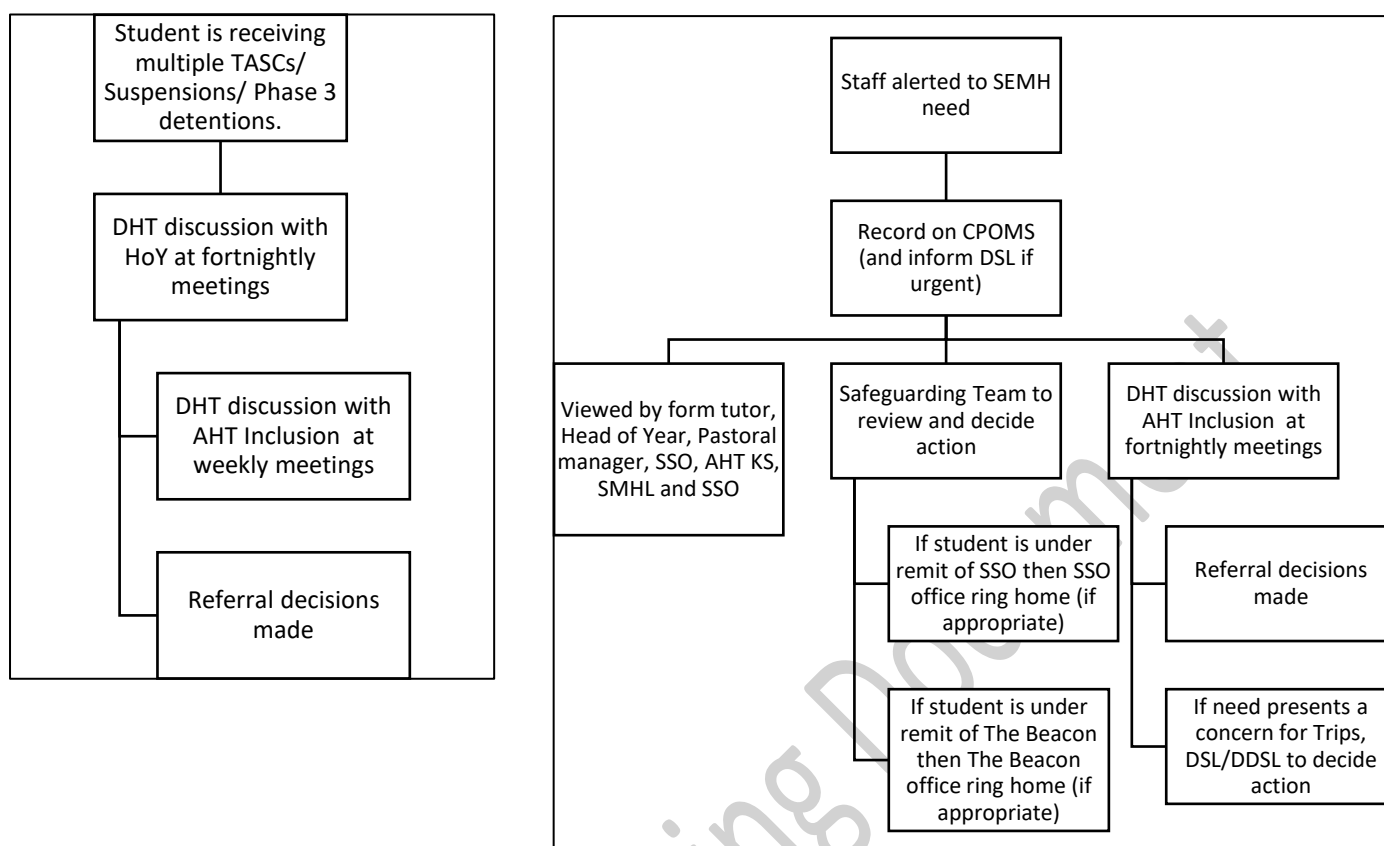 Student is receiving
multiple TASCs/
Suspensions/ Phase 3
detentions.
DHT discussion with
HoY at fortnightly
meetings
DHT discussion with
AHT Inclusion at
weekly meetings
Referral decisions
made
Staff alerted to SEMH
need
Record on CPOMS
(and inform DSL if
urgent)
Viewed by form tutor,
Head of Year, Pastoral
manager, SSO, AHT KS,
SMHL and SSO
Safeguarding Team to
review and decide
action
If student is under
remit of SSO then SSO
office ring home (if
appropriate)
If student is under
remit of The Beacon
then The Beacon
office ring home (if
appropriate)
DHT discussion with
AHT Inclusion at
fortnightly meetings
Referral decisions
made
If need presents a
concern for Trips,
DSL/DDSL to decide
action
ing Document